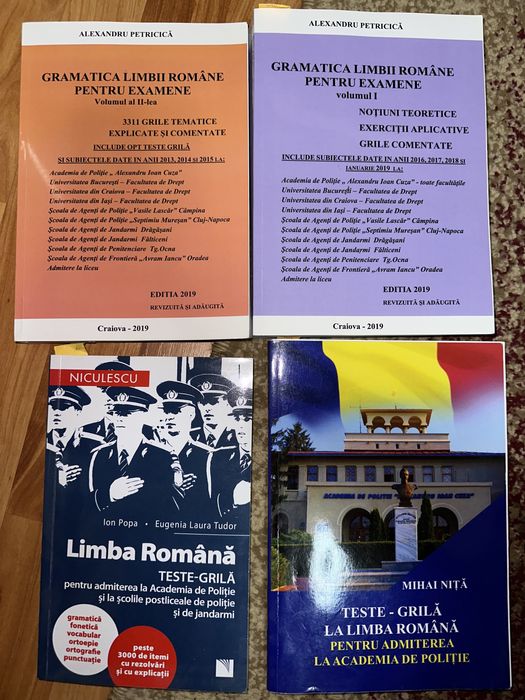 ALEXANDRU PETRICICĂ
GRAMATICA LIMBII ROMÂNE
PENTRU EXAMENE
Volumul al II-lea
3311 GRILE TEMATICE
EXPLICATE ȘI COMENTATE
INCLUDE OPT TESTE GRILĂ
ȘI SUBIECTELE DATE IN ANII 2013, 2014 și 2015 LA:
Academia de Poliție „ Alexandru Ioan Cuza"
Universitatea București – Facultatea de Drept
Universitatea din Craiova – Facultatea de Drept
Universitatea din Iași – Facultatea de Drept
Școala de Agenți de Poliție „Vasile Lascăr" Câmpina
Școala de Agenți de Poliție „Septimiu Mureșan" Cluj-Napoca
Școala de Agenți de Jandarmi Drăgășani
Școala de Agenți de Jandarmi Fălticeni
Școala de Agenți de Penitenciare Tg.Ocna
Școala de Agenți de Frontieră „Avram Iancu" Oradea
Admitere la liceu
EDITIA 2019
REVIZUITĂ ȘI ADĂUGITĂ
Craiova - 2019
ALEXANDRU PETRICICĂ
GRAMATICA LIMBII ROMÂNE
PENTRU EXAMENE
volumul I
NOȚIUNI TEORETICE
EXERCIȚII APLICATIVE
GRILE COMENTATE
INCLUDE SUBIECTELE DATE IN ANII 2016, 2017, 2018 ȘI
IANUARIE 2019 LA:
Academia de Poliție „ Alexandru Ioan Cuza" - toate facultățile
Universitatea București – Facultatea de Drept
Universitatea din Craiova – Facultatea de Drept
Universitatea din Iași – Facultatea de Drept
Școala de Agenți de Poliție „Vasile Lascăr" Câmpina
Școala de Agenți de Poliție „Septimiu Mureșan" Cluj-Napoca
Școala de Agenți de Jandarmi Drăgășani
Școala de Agenți de Jandarmi Fălticeni
Școala de Agenți de Penitenciare Tg.Ocna
Școala de Agenți de Frontieră „Avram Iancu" Oradea
Admitere la liceu
EDITIA 2019
REVIZUITĂ ȘI ADĂUGITĂ
Craiova - 2019
NICULESCU
Ion Popa • Eugenia Laura Tudor
Limba Română
TESTE-GRILĂ
pentru admiterea la Academia de Poliție
și la școlile postliceale de poliție
și de jandarmi
gramatică
fonetică
vocabular
ortoepie
ortografie
punctuație
peste
3000 de itemi
cu rezolvări
și cu explicații
ACADEMIA DE POLITIE "ALEXANDRU IOAN CUZA"
MIHAI NIȚĂ
TESTE - GRILĂ
LA LIMBA ROMÂNĂ
PENTRU ADMITEREA
LA ACADEMIA DE POLIȚIE